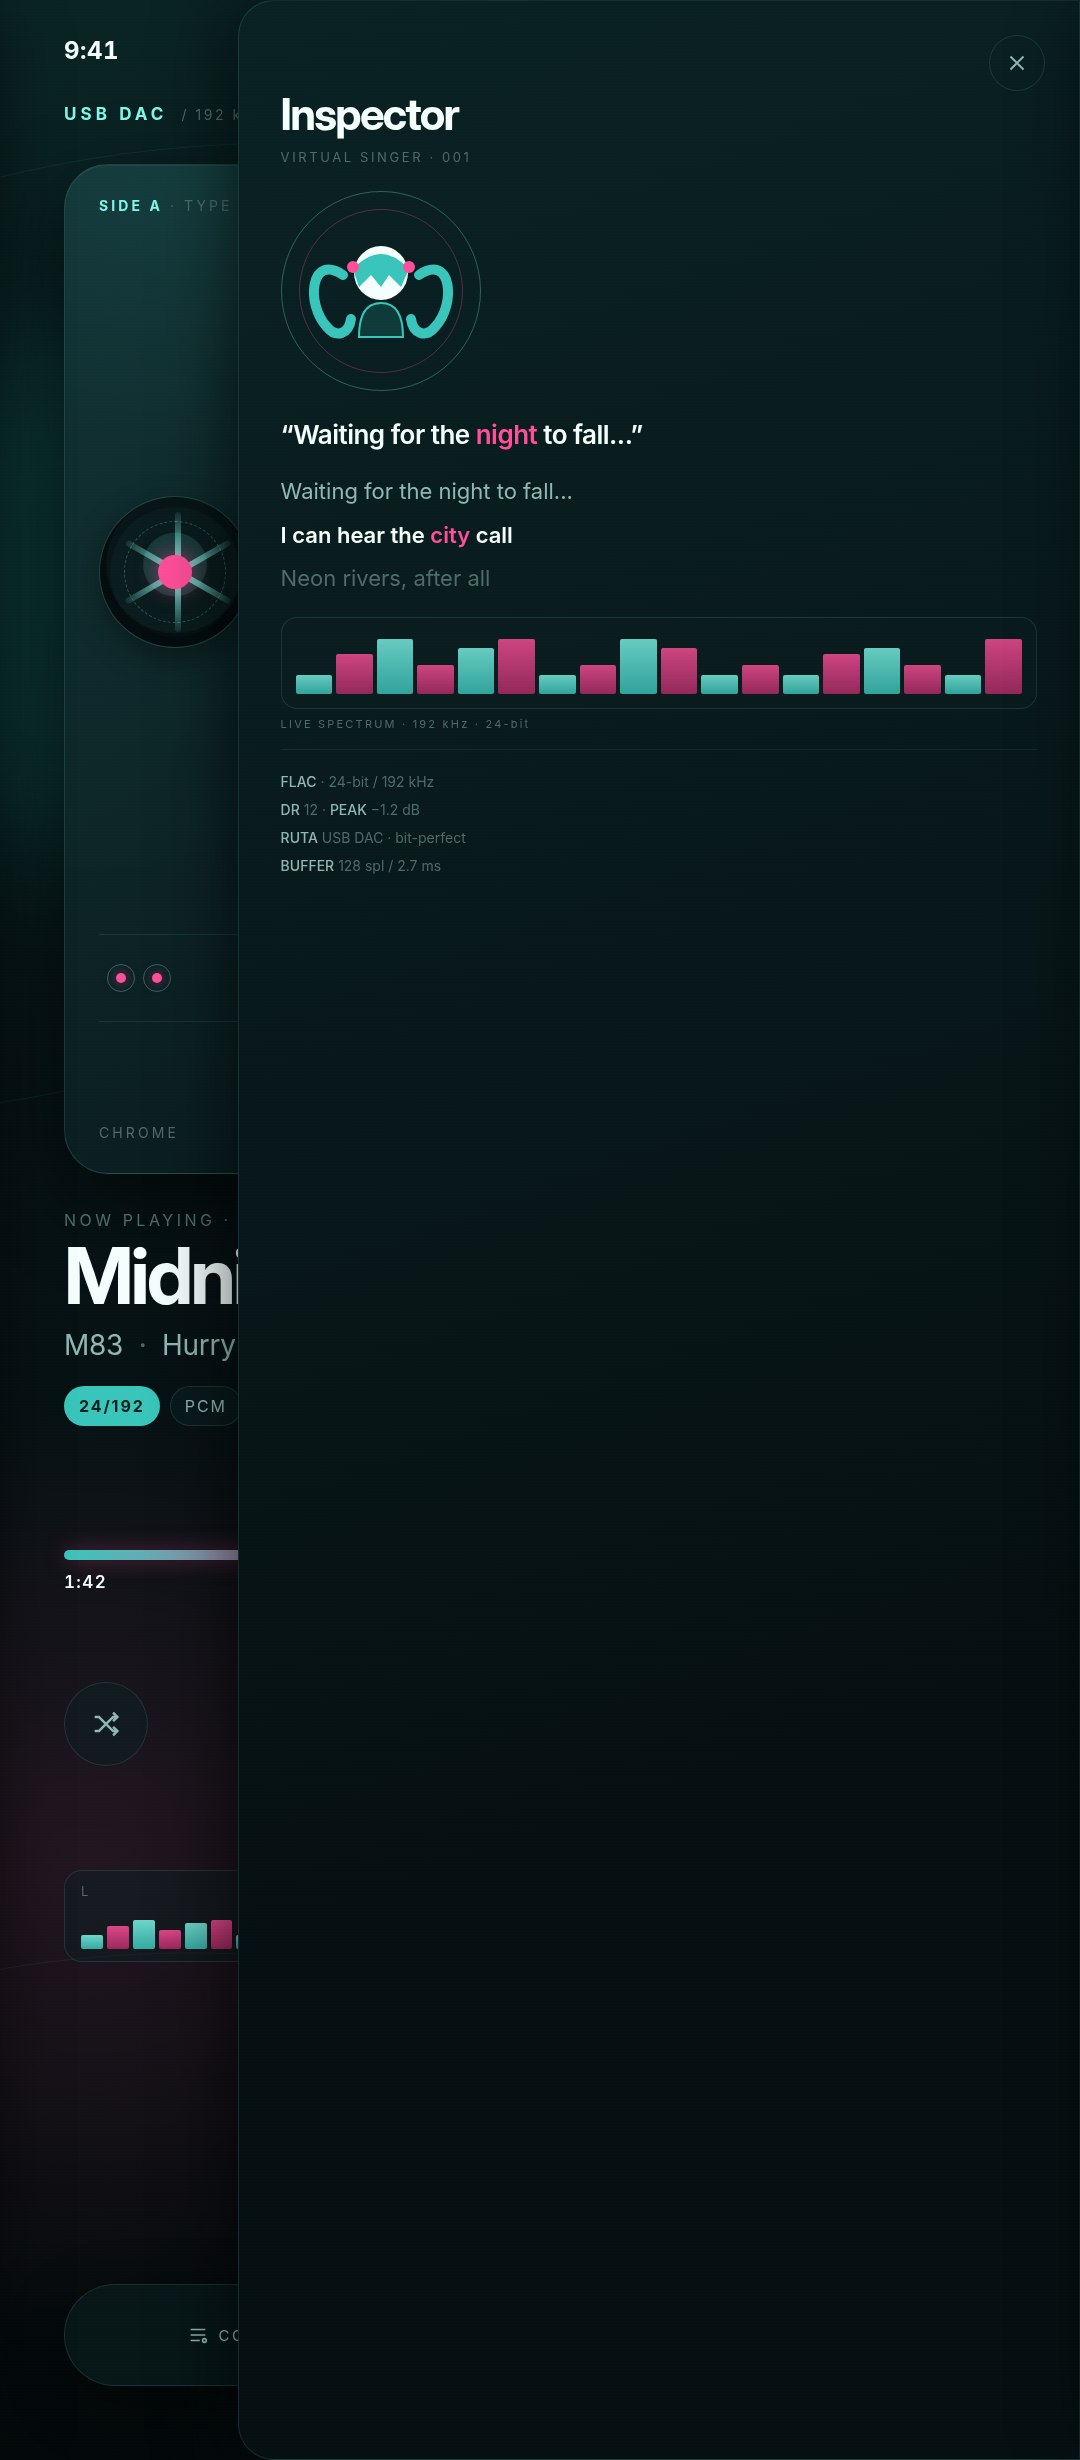 9:41
USB DAC / 192 k
SIDE A · TYPE
CHROME
NOW PLAYING ·
Midni
M83 · Hurry
24/192 PCM
1:42
L
CO
Inspector
VIRTUAL SINGER · 001
“Waiting for the night to fall…”
Waiting for the night to fall…
I can hear the city call
Neon rivers, after all
LIVE SPECTRUM · 192 kHz · 24-bit
FLAC · 24-bit / 192 kHz
DR 12 · PEAK −1.2 dB
RUTA USB DAC · bit-perfect
BUFFER 128 spl / 2.7 ms